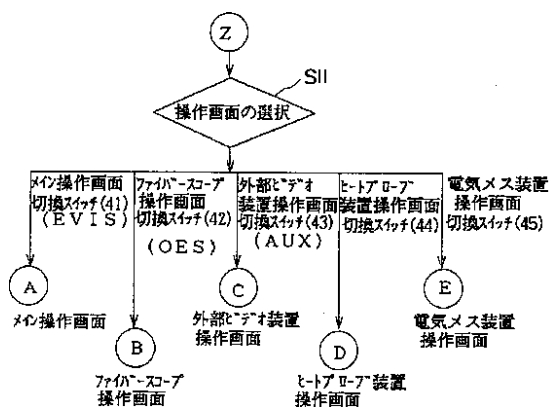 Z
S11
操作画面の選択
メイン操作画面
切換スイッチ(41)
(EVIS)
ファイバースコープ
操作画面
切換スイッチ(42)
(OES)
外部ビデオ
装置操作画面
切換スイッチ(43)
(AUX)
ヒートプローブ
装置操作画面
切換スイッチ(44)
電気メス装置
操作画面
切換スイッチ(45)
A
メイン操作画面
B
ファイバースコープ
操作画面
C
外部ビデオ装置
操作画面
D
ヒートプローブ装置
操作画面
E
電気メス装置
操作画面